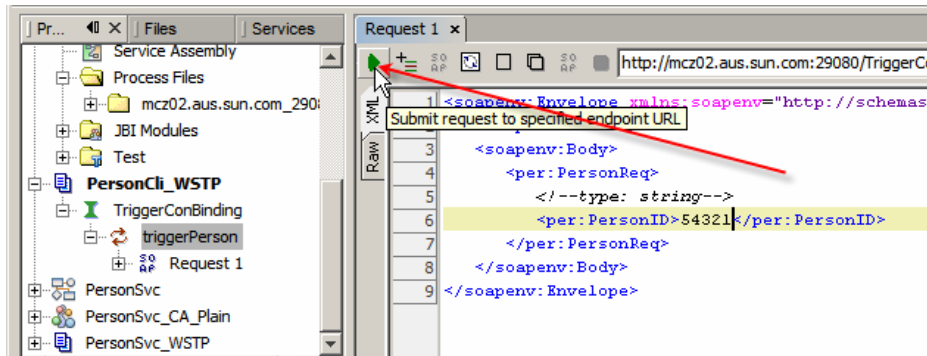 Pr... Files Services
Service Assembly
Process Files
mcz02.aus.sun.com_290
JBI Modules
Test
PersonCli_WSTP
TriggerConBinding
triggerPerson
Request 1
PersonSvc
PersonSvc_CA_Plain
PersonSvc_WSTP
Request 1
http://mcz02.aus.sun.com:29080/TriggerCo
XML
Raw
1 <soapenv:Envelope xmlns:soapenv="http://schemas
Submit request to specified endpoint URL
3 <soapenv:Body>
4 <per:PersonReq>
5 <!--type: string-->
6 <per:PersonID>54321</per:PersonID>
7 </per:PersonReq>
8 </soapenv:Body>
9 </soapenv:Envelope>